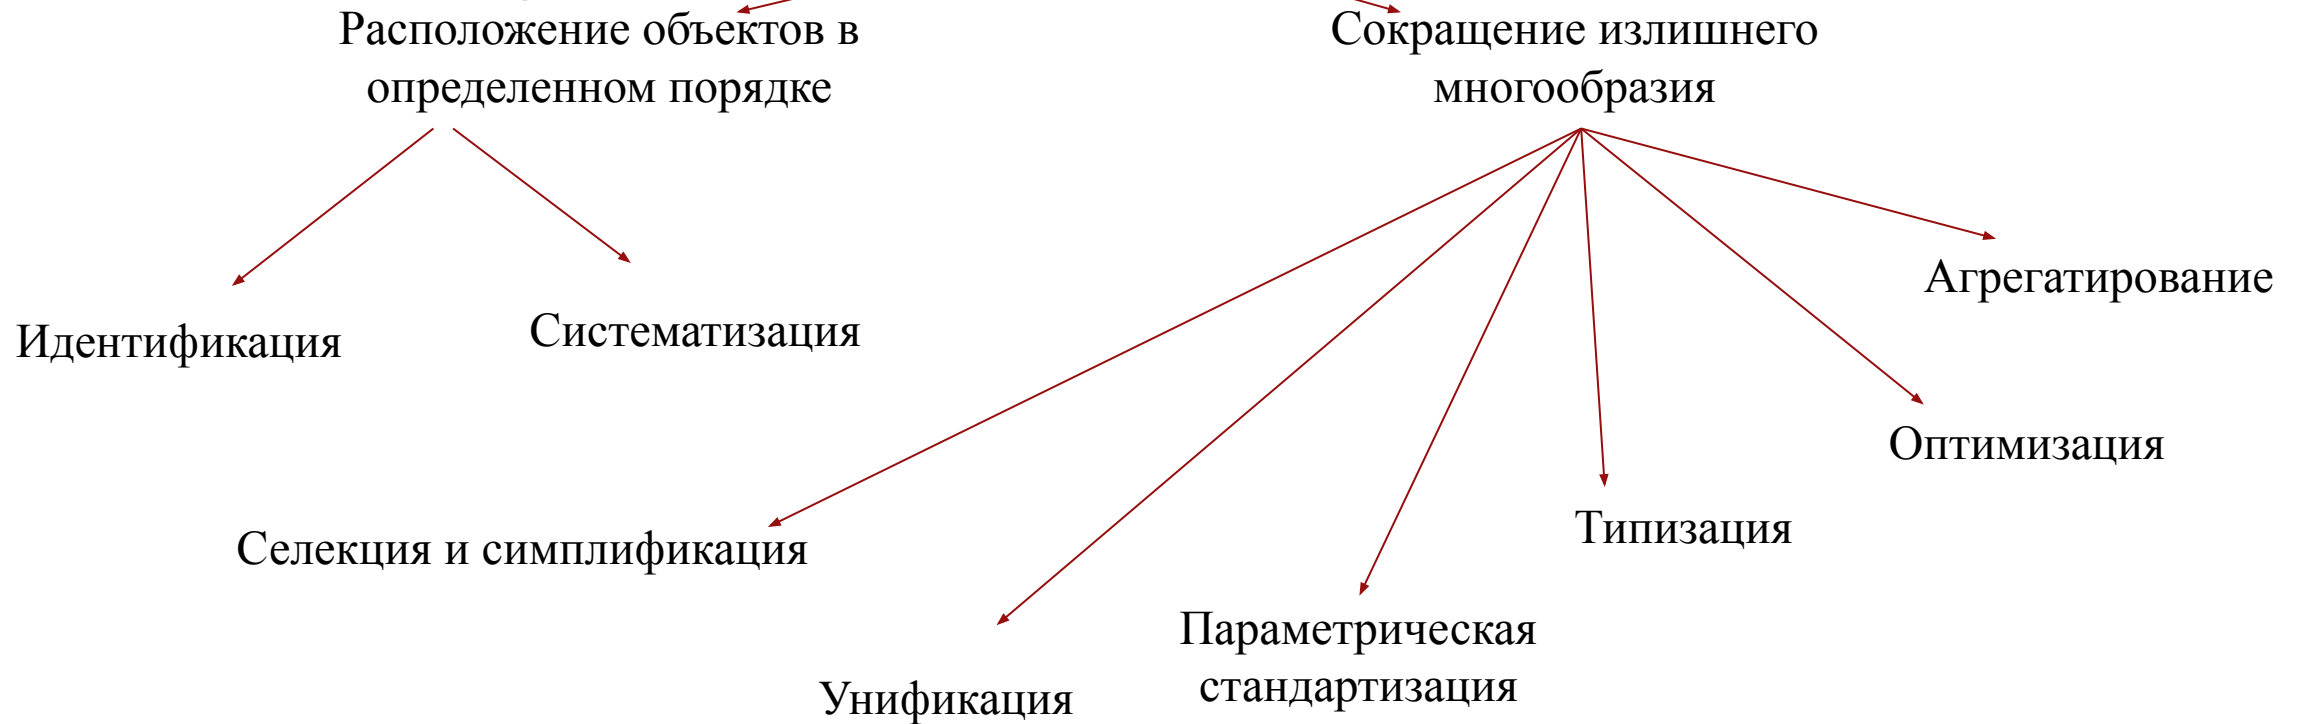 Расположение объектов в
определенном порядке
Сокращение излишнего
многообразия
Идентификация
Систематизация
Агрегатирование
Оптимизация
Типизация
Селекция и симплификация
Параметрическая
стандартизация
Унификация